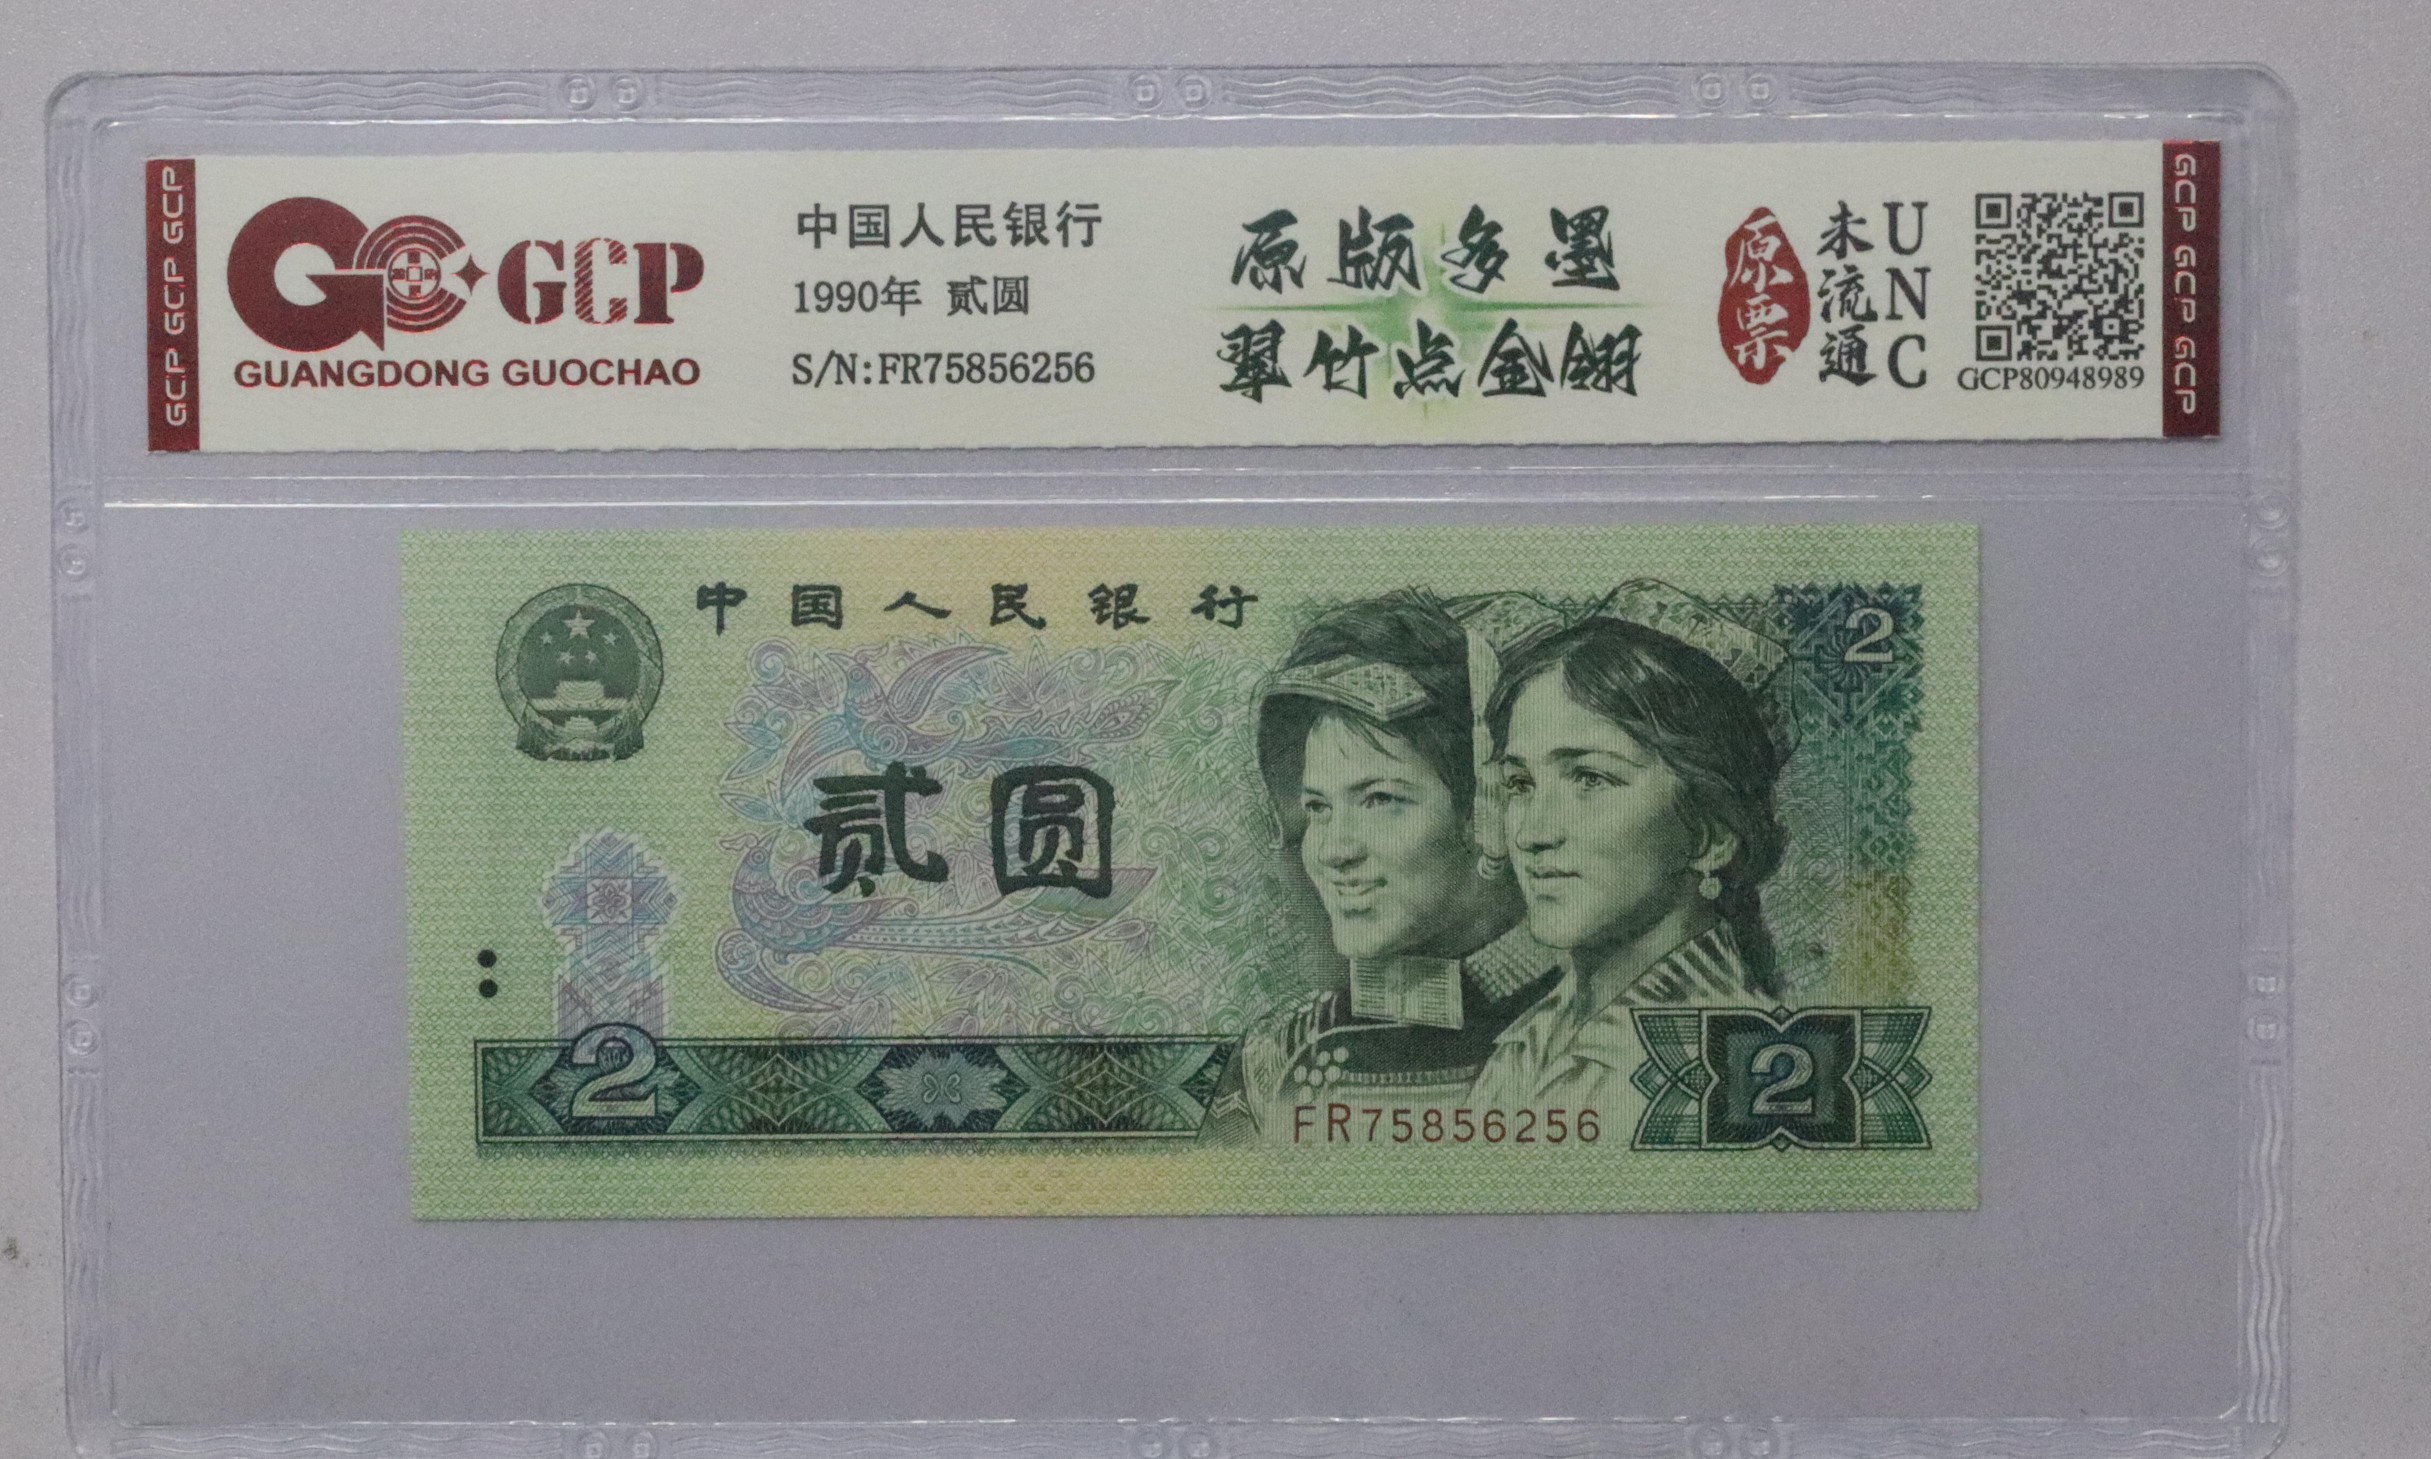 GCP GCP GCP
GCP
GUANGDONG GUOCHAO
中国人民银行
1990年 贰圆
S/N:FR75856256
原版多墨
翠竹点金翎
原票
未流通
UNC
GCP80948989
GCP GCP GCP
中国人民银行
2
贰圆
2
2
FR75856256